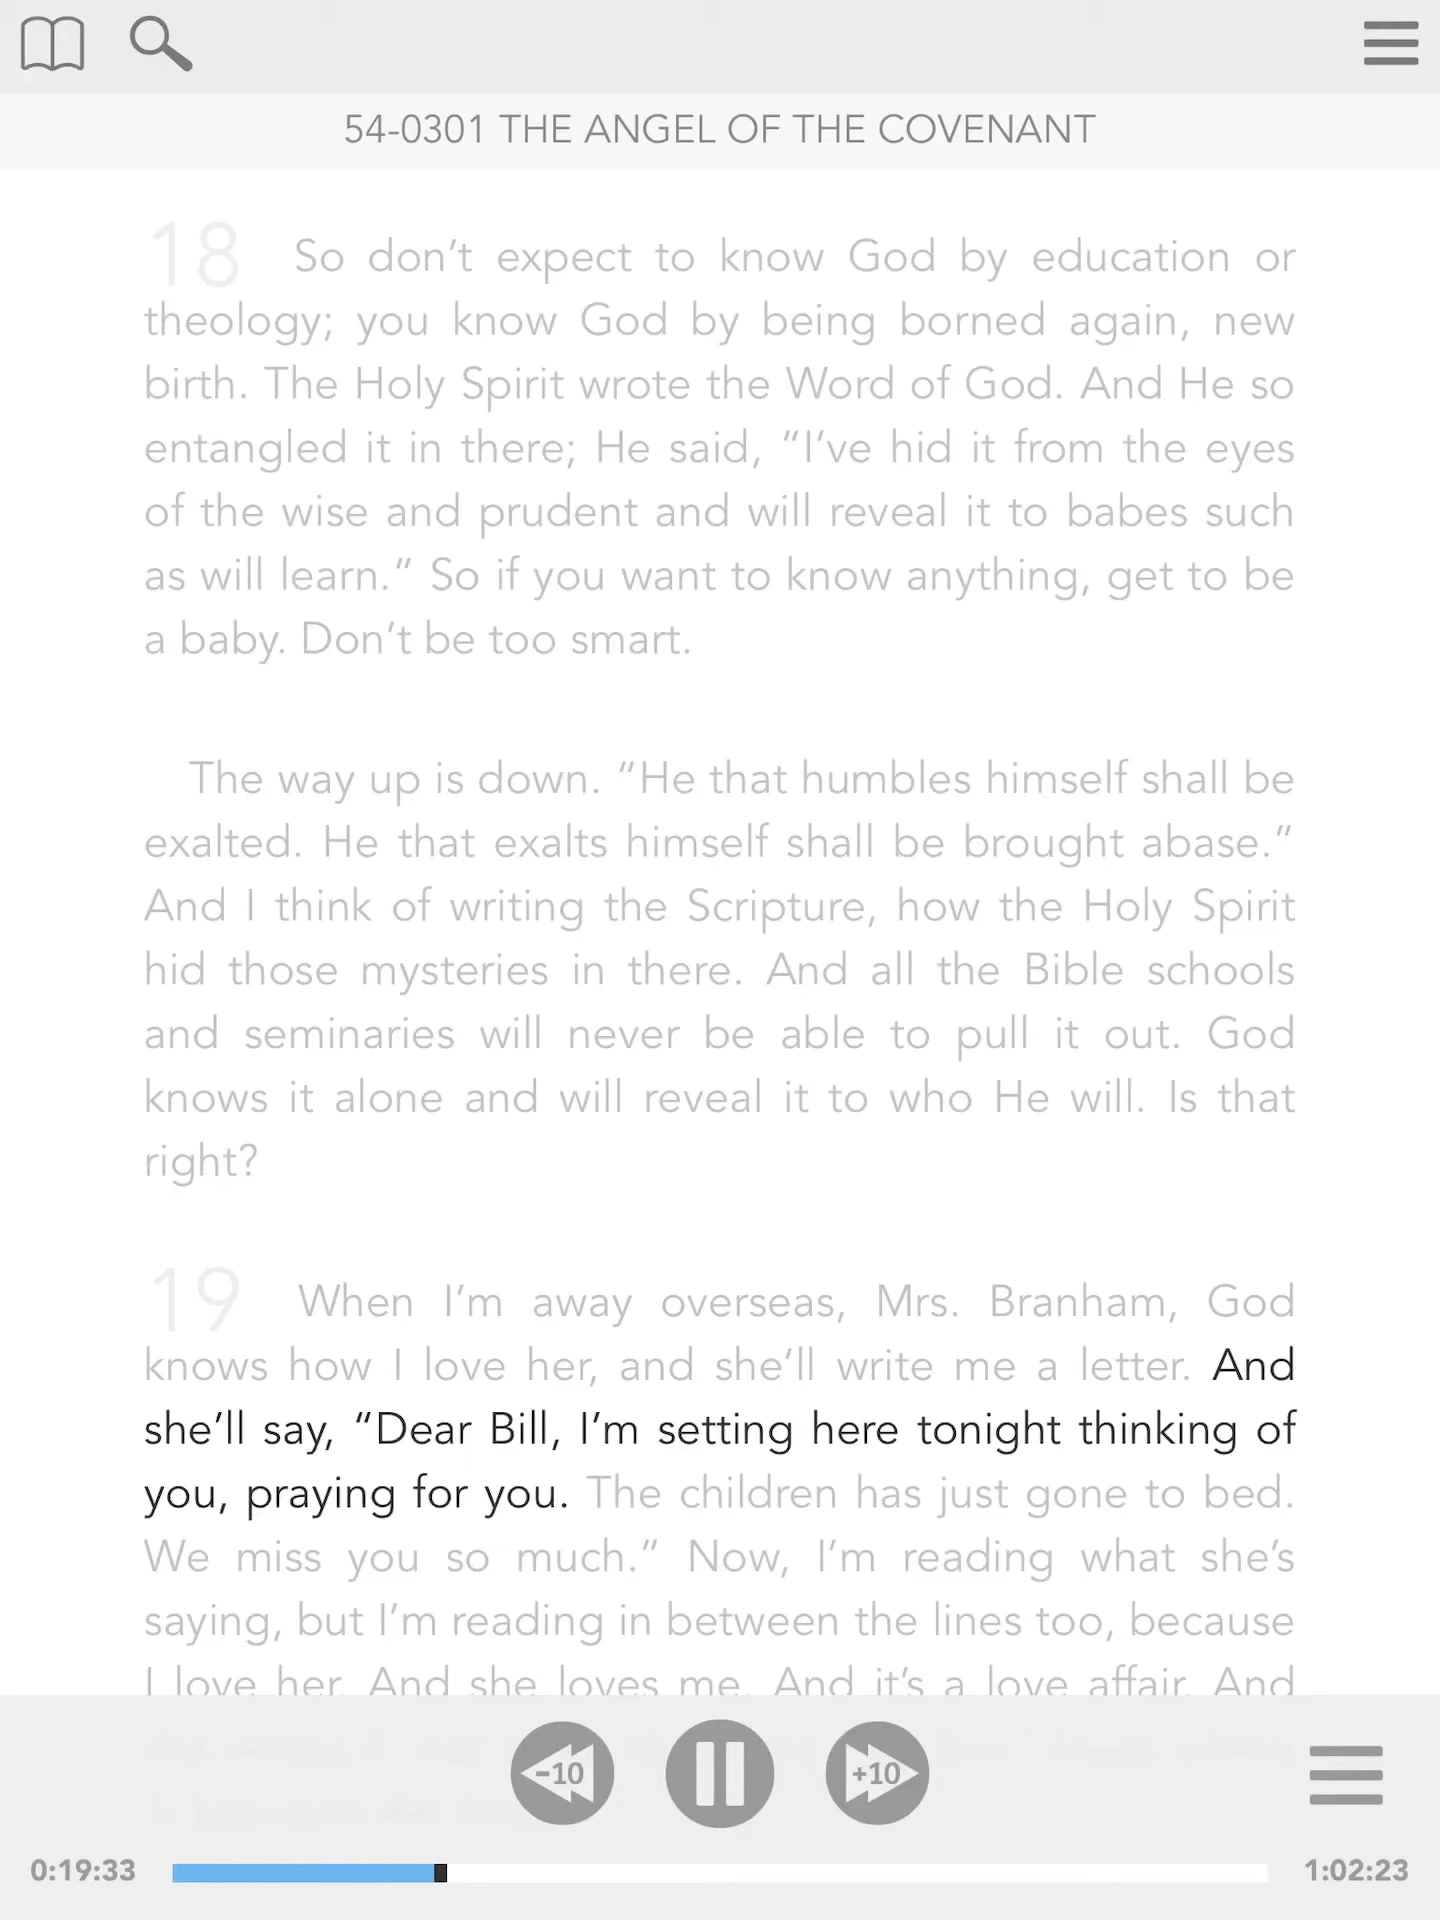 54-0301 THE ANGEL OF THE COVENANT
18 So don't expect to know God by education or
theology; you know God by being borned again, new
birth. The Holy Spirit wrote the Word of God. And He so
entangled it in there; He said, “I've hid it from the eyes
of the wise and prudent and will reveal it to babes such
as will learn.” So if you want to know anything, get to be
a baby. Don't be too smart.
The way up is down. “He that humbles himself shall be
exalted. He that exalts himself shall be brought abase.”
And I think of writing the Scripture, how the Holy Spirit
hid those mysteries in there. And all the Bible schools
and seminaries will never be able to pull it out. God
knows it alone and will reveal it to who He will. Is that
right?
19 When I'm away overseas, Mrs. Branham, God
knows how I love her, and she'll write me a letter. And
she'll say, “Dear Bill, I'm setting here tonight thinking of
you, praying for you. The children has just gone to bed.
We miss you so much.” Now, I'm reading what she's
saying, but I'm reading in between the lines too, because
I love her. And she loves me. And it's a love affair. And
-10 +10
0:19:33 1:02:23